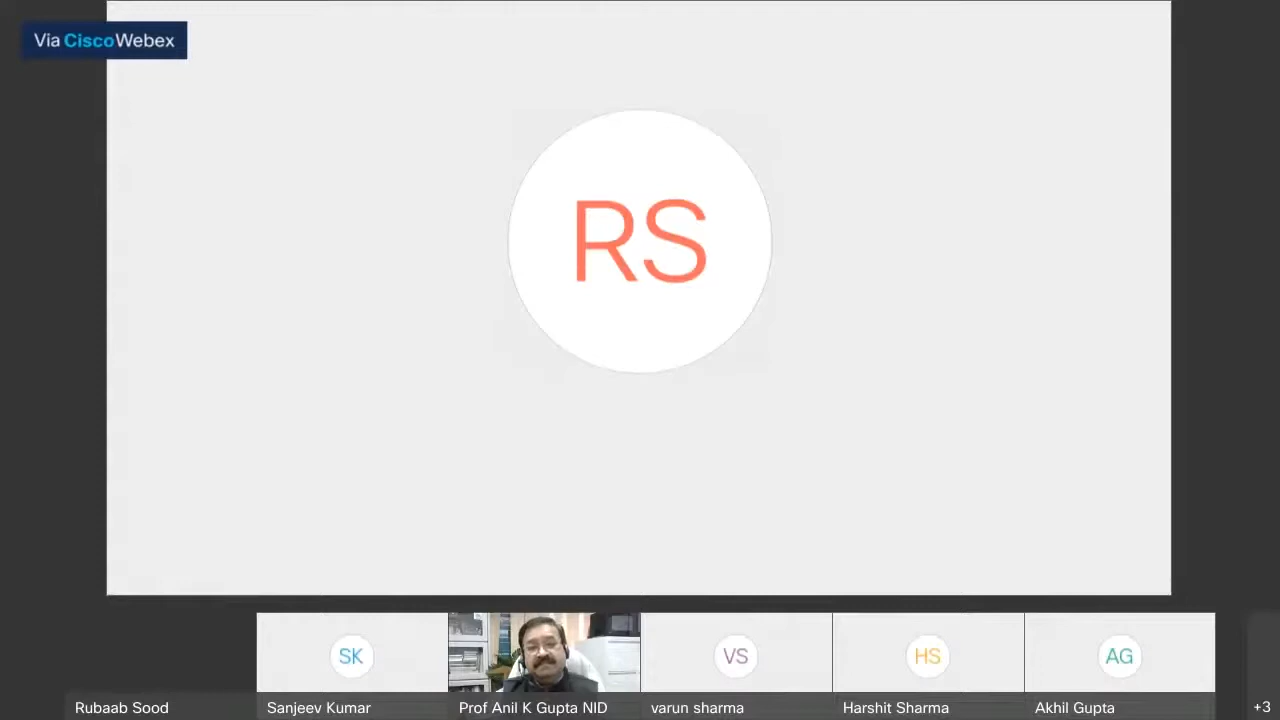 Via CiscoWebex
RS
SK
VS
HS
AG
Rubaab Sood
Sanjeev Kumar
Prof Anil K Gupta NID
varun sharma
Harshit Sharma
Akhil Gupta
+3